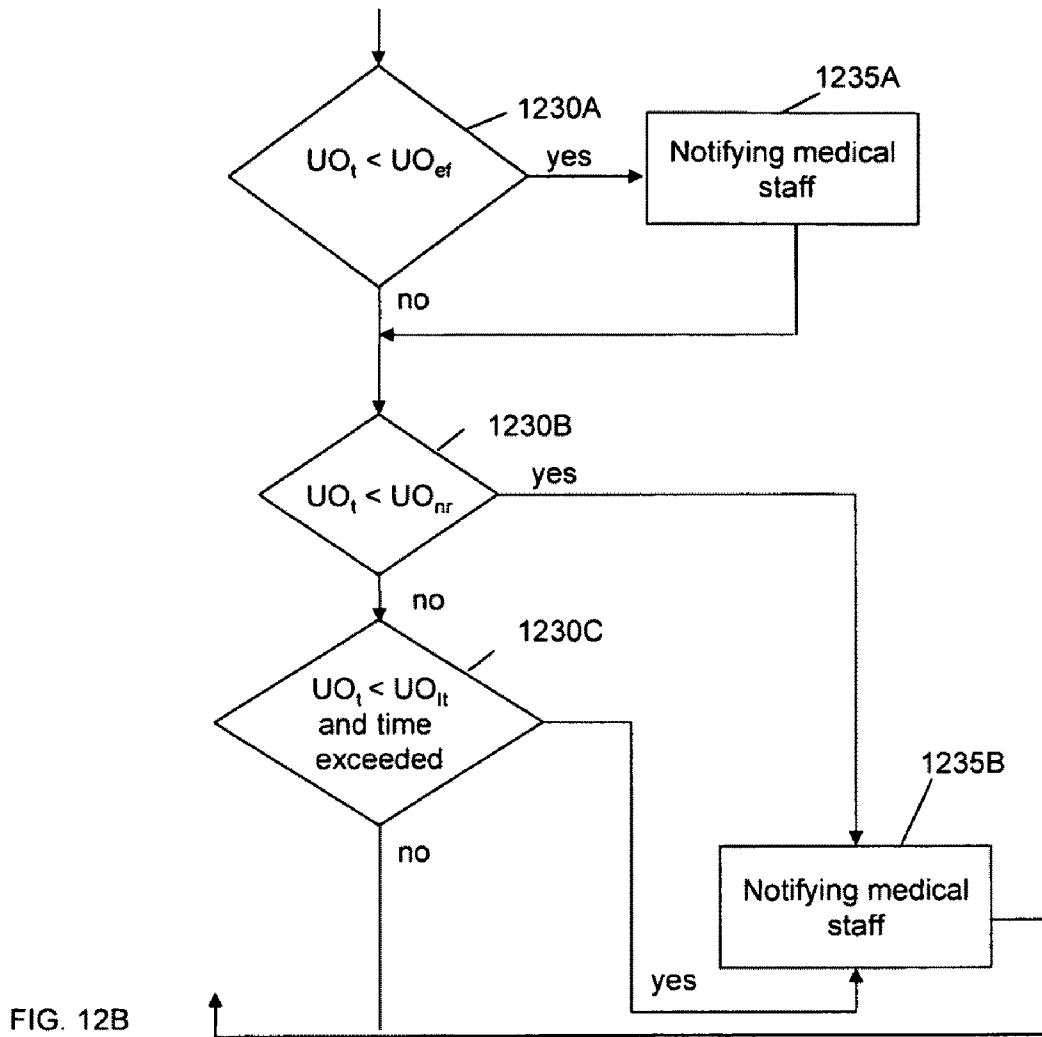 1230A
1235A
UOt < UOef
yes
Notifying medical
staff
no
1230B
UOt < UOnr
yes
no
1230C
UOt < UOlt
and time
exceeded
1235B
no
Notifying medical
staff
yes
FIG. 12B